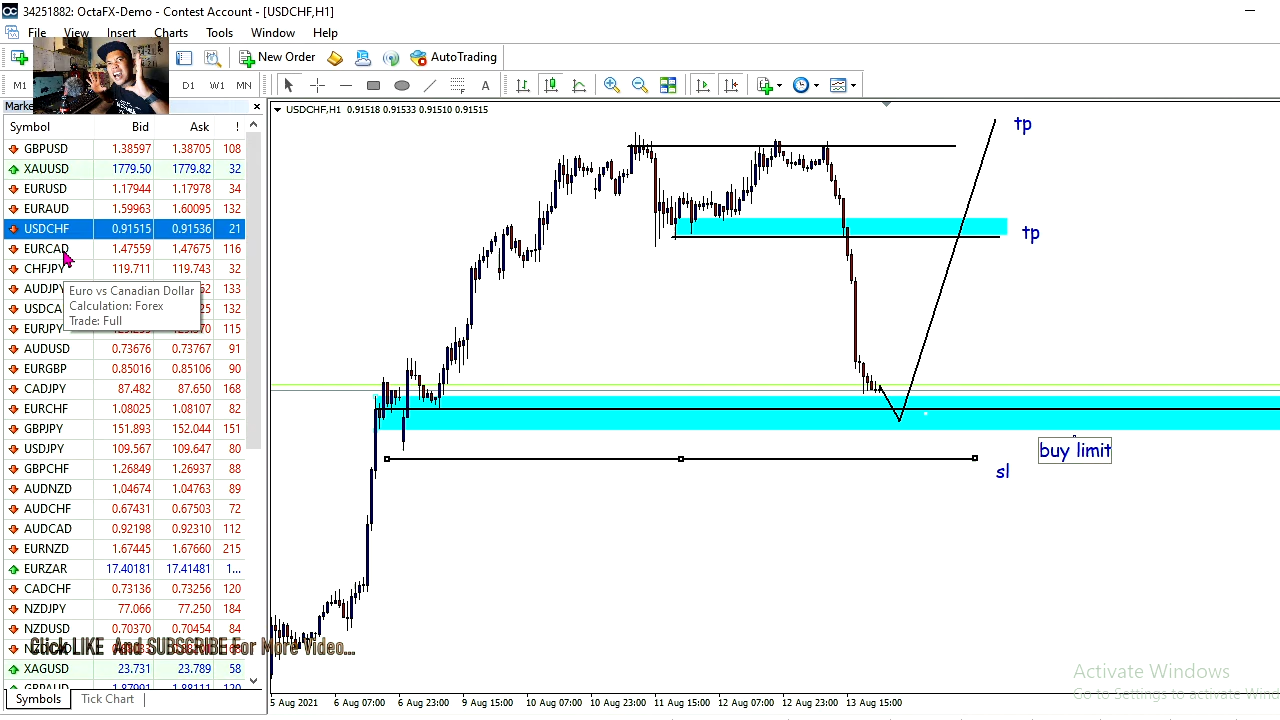 34251882: OctaFX-Demo - Contest Account - [USDCHF,H1]
File View Insert Charts Tools Window Help
New Order AutoTrading
M1 D1 W1 MN A
Symbol Bid Ask !
GBPUSD 1.38597 1.38705 108
XAUUSD 1779.50 1779.82 32
EURUSD 1.17944 1.17978 34
EURAUD 1.59963 1.60095 132
USDCHF 0.91515 0.91536 21
EURCAD 1.47559 1.47675 116
CHFJPY 119.711 119.743 32
AUDJPY 133
USDCA 132
EURJPY 115
AUDUSD 0.73676 0.73767 91
EURGBP 0.85016 0.85106 90
CADJPY 87.482 87.650 168
EURCHF 1.08025 1.08107 82
GBPJPY 151.893 152.044 151
USDJPY 109.567 109.647 80
GBPCHF 1.26849 1.26937 88
AUDNZD 1.04674 1.04763 89
AUDCHF 0.67431 0.67503 72
AUDCAD 0.92198 0.92310 112
EURNZD 1.67445 1.67660 215
EURZAR 17.40181 17.41481 1...
CADCHF 0.73136 0.73256 120
NZDJPY 77.066 77.250 184
NZDUSD 0.70370 0.70454 84
XAGUSD 23.731 23.789 58
GBPAUD 1.87991 1.88111 120
Euro vs Canadian Dollar
Calculation: Forex
Trade: Full
Click LIKE And SUBSCRIBE For More Video...
Symbols Tick Chart
USDCHF,H1 0.91518 0.91533 0.91510 0.91515
tp
tp
buy limit
sl
5 Aug 2021 6 Aug 07:00 6 Aug 23:00 9 Aug 15:00 10 Aug 07:00 10 Aug 23:00 11 Aug 15:00 12 Aug 07:00 12 Aug 23:00 13 Aug 15:00
Activate Windows
Go to Settings to activate Wind